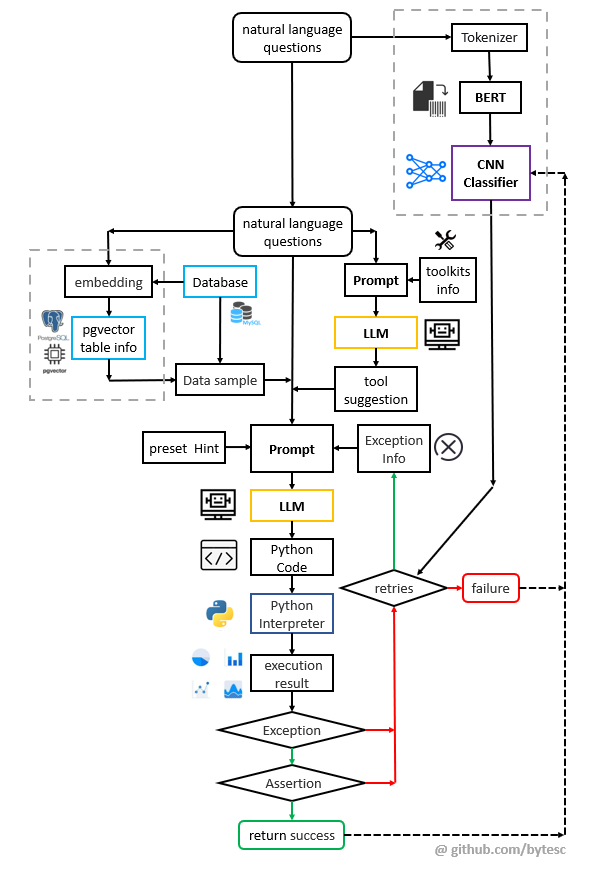 natural language
questions
Tokenizer
BERT
CNN
Classifier
natural language
questions
embedding
Database
Prompt
toolkits
info
PostgreSQL
MySQL
pgvector
table info
pgvector
LLM
Data sample
tool
suggestion
preset Hint
Prompt
Exception
Info
LLM
Python
Code
retries
failure
Python
Interpreter
execution
result
Exception
Assertion
return success
@ github.com/bytesc